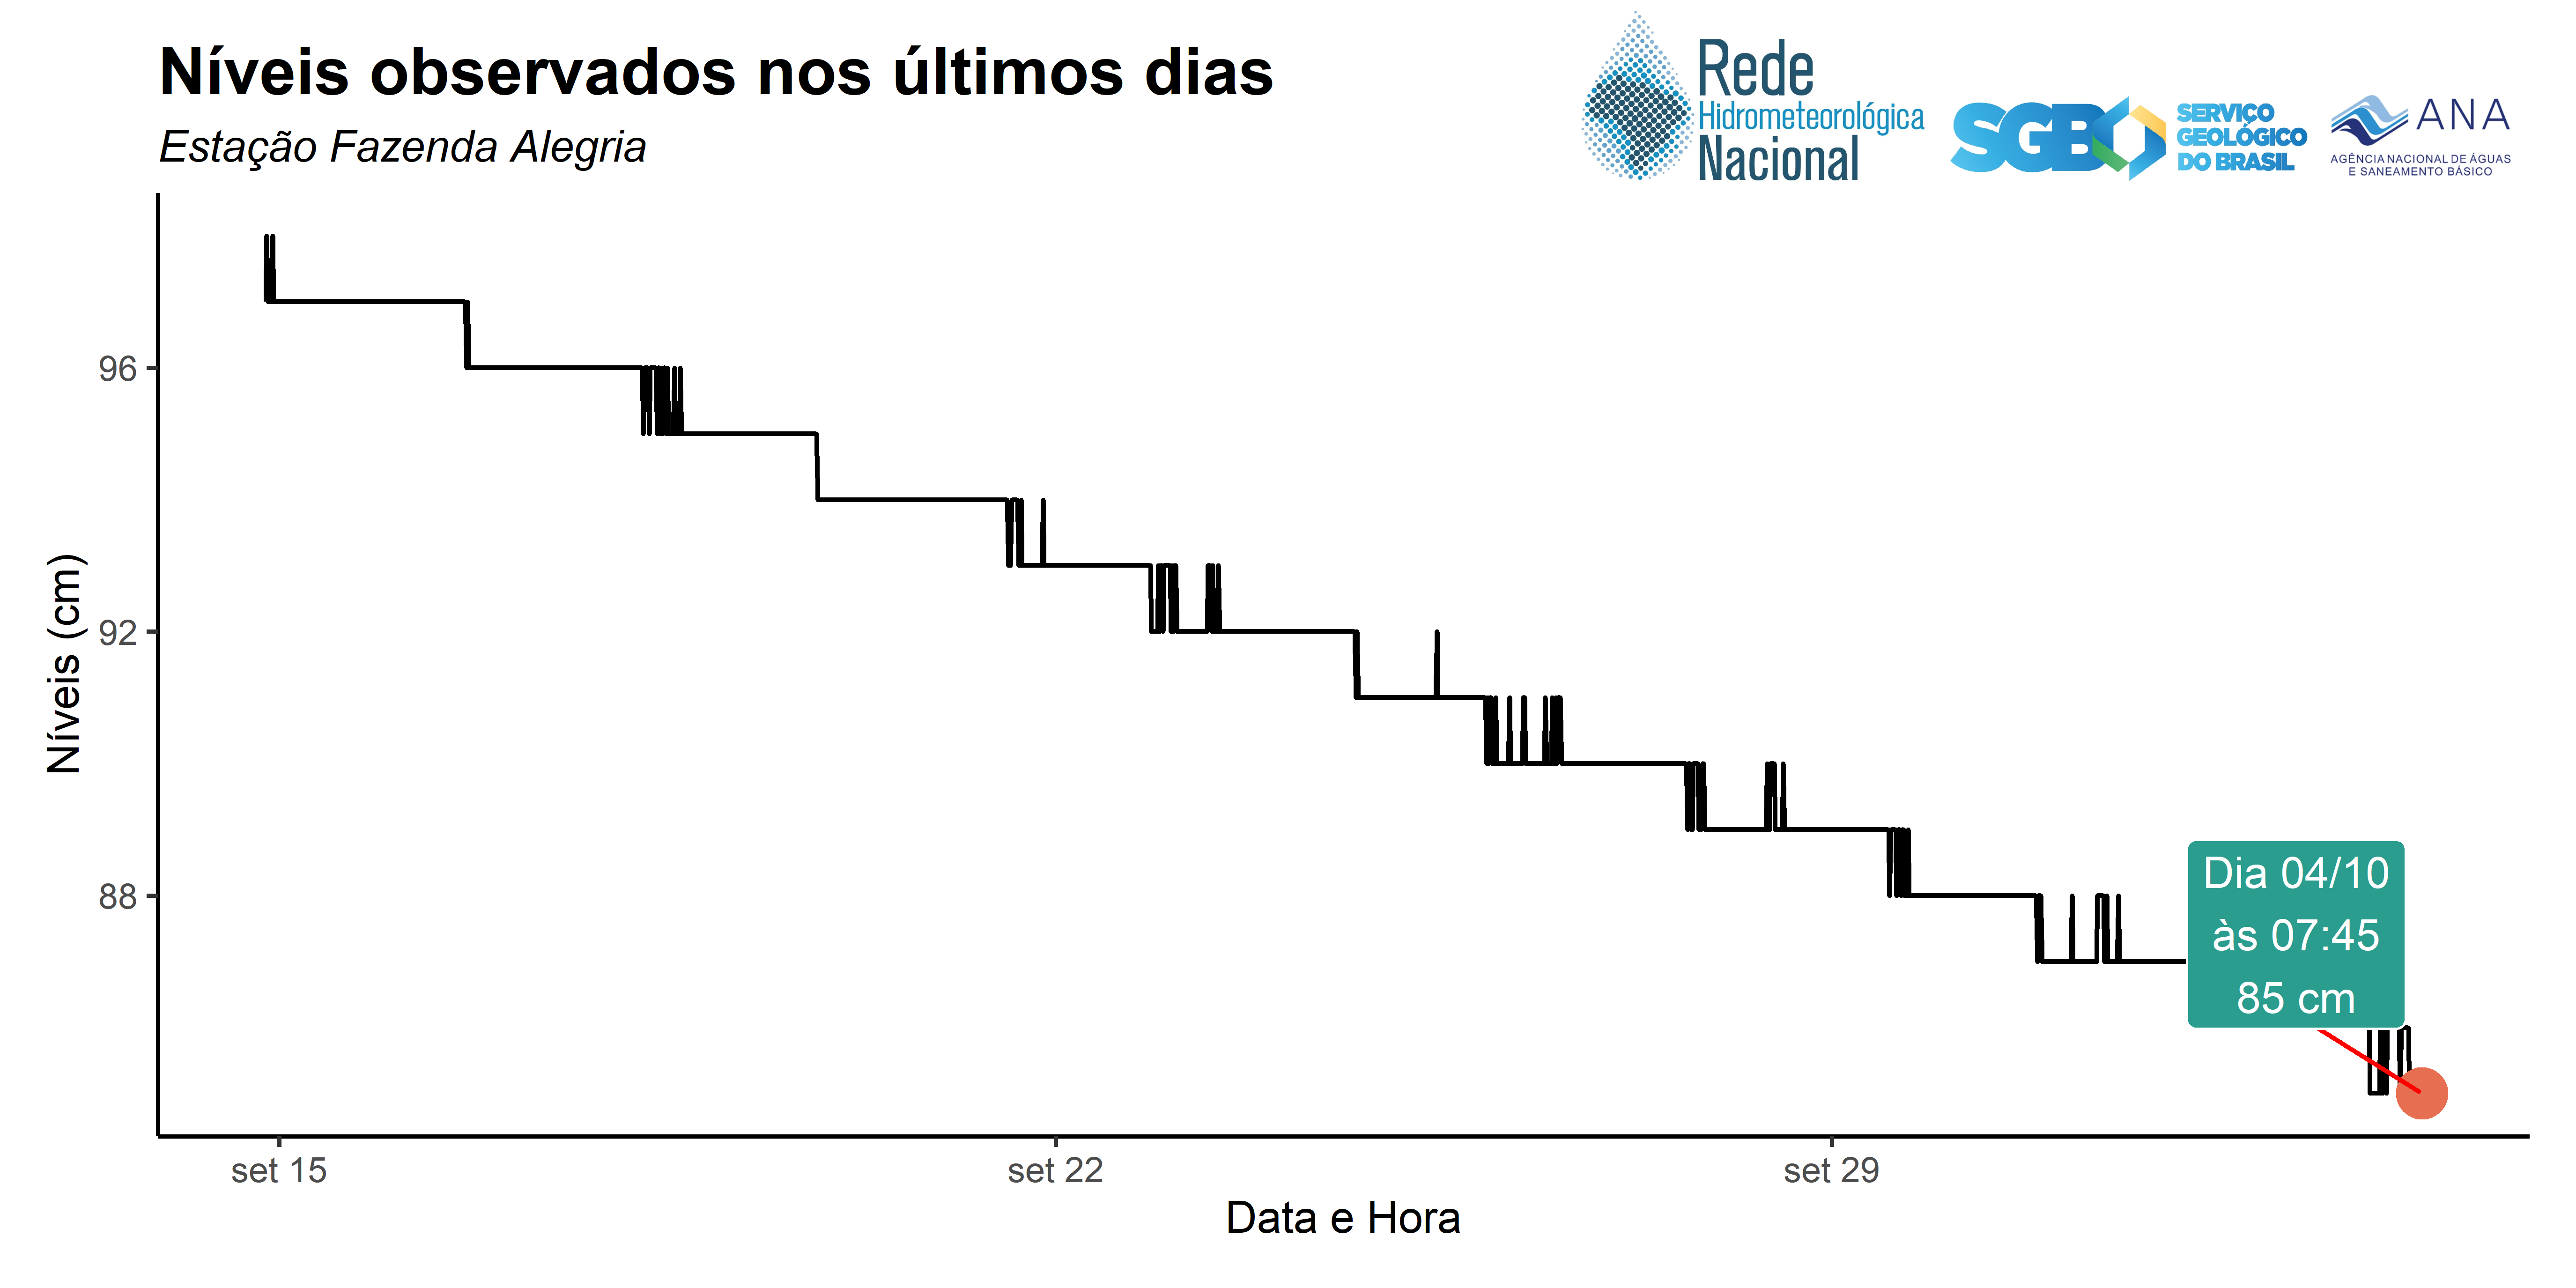 Níveis observados nos últimos dias
Estação Fazenda Alegria
Rede
Hidrometeorológica
Nacional
SGB
SERVIÇO
GEOLÓGICO
DO BRASIL
ANA
AGÊNCIA NACIONAL DE ÁGUAS
E SANEAMENTO BÁSICO
Níveis (cm)
96
92
88
Dia 04/10
às 07:45
85 cm
set 15
set 22
set 29
Data e Hora